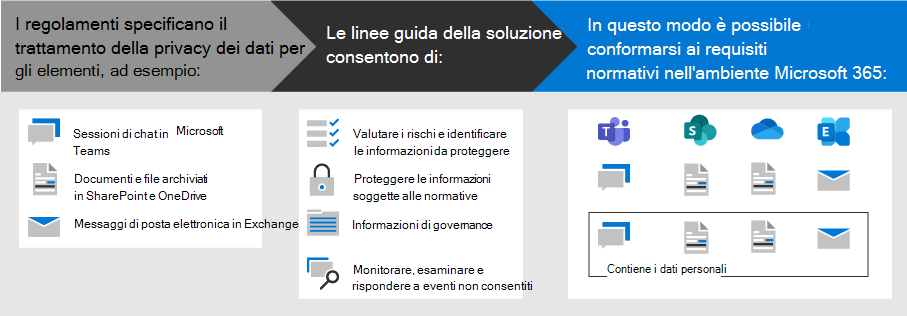 I regolamenti specificano il
trattamento della privacy dei dati per
gli elementi, ad esempio:
Le linee guida della soluzione
consentono di:
In questo modo è possibile
conformarsi ai requisiti
normativi nell'ambiente Microsoft 365:
Sessioni di chat in Microsoft
Teams
Documenti e file archiviati
in SharePoint e OneDrive
Messaggi di posta elettronica in Exchange
Valutare i rischi e identificare
le informazioni da proteggere
Proteggere le informazioni
soggette alle normative
Informazioni di governance
Monitorare, esaminare e
rispondere a eventi non consentiti
Contiene i dati personali